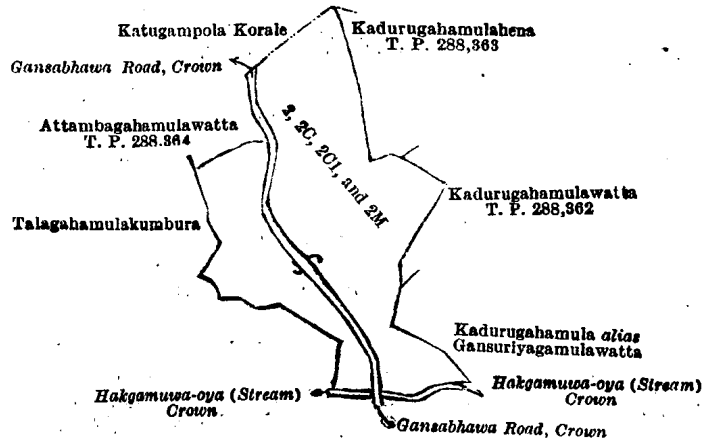 Katugampola Korale
Kadurugahamulahena
T. P. 288,363
Gansabhawa Road, Crown
Attambagahamulawatta
T. P. 288.364
2, 2C, 2C1, and 2M
Kadurugahamulawatta
T. P. 288,362
Talagahamulakumbura
Kadurugahamula alias
Gansuriyagamulawatta
Hakgamuwa-oya (Stream)
Crown
Hakgamuwa-oya (Stream)
Crown
Gansabhawa Road, Crown